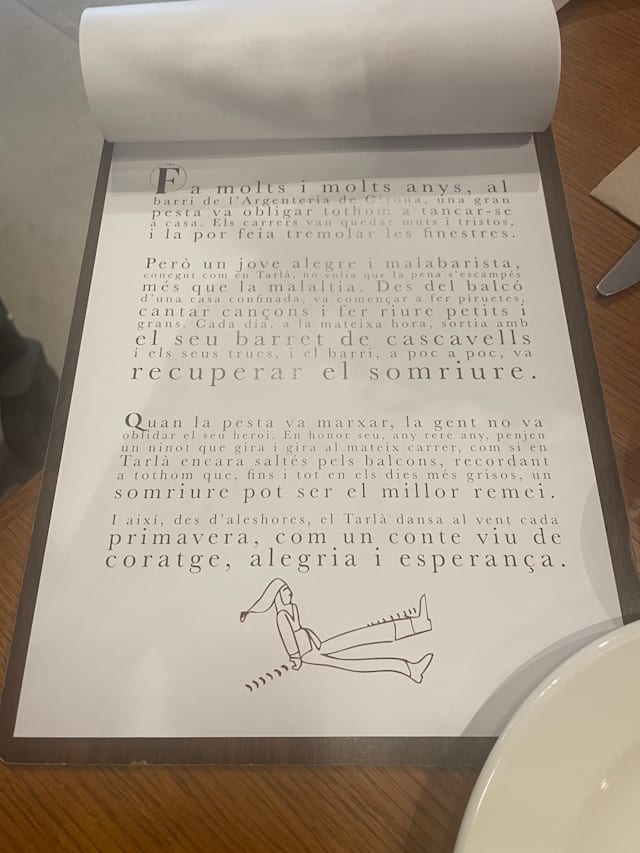 Fa molts i molts anys, al
barri de l'Argenteria de Girona, una gran
pesta va obligar tothom a tancar-se
a casa. Els carrers van quedar muts i tristos,
i la por feia tremolar les finestres.
Però un jove alegre i malabarista,
conegut com en Tarlà, no volia que la pena s'escampés
més que la malaltia. Des del balcó
d'una casa confinada, va començar a fer piruetes,
cantar cançons i fer riure petits i
grans. Cada dia, a la mateixa hora, sortia amb
el seu barret de cascavells
i els seus trucs, i el barri, a poc a poc, va
recuperar el somriure.
Quan la pesta va marxar, la gent no va
oblidar el seu heroi. En honor seu, any rere any, penjen
un ninot que gira i gira al mateix carrer, com si en
Tarlà encara saltés pels balcons, recordant
a tothom que, fins i tot en els dies més grisos, un
somriure pot ser el millor remei.
I així, des d'aleshores, el Tarlà dansa al vent cada
primavera, com un conte viu de
coratge, alegria i esperança.